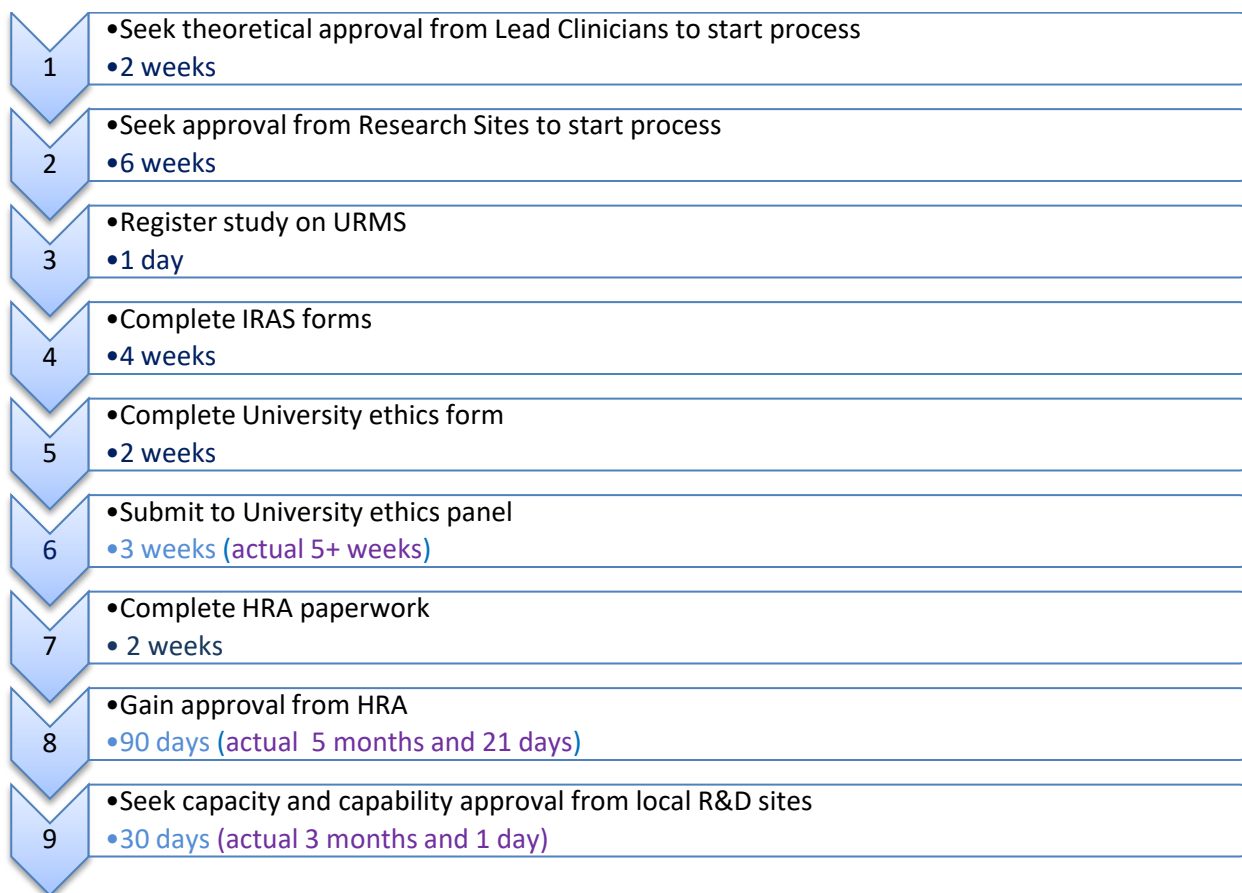 •Seek theoretical approval from Lead Clinicians to start process
1
•2 weeks
•Seek approval from Research Sites to start process
2
•6 weeks
•Register study on URMS
3
•1 day
•Complete IRAS forms
4
•4 weeks
•Complete University ethics form
5
•2 weeks
•Submit to University ethics panel
6
•3 weeks (actual 5+ weeks)
•Complete HRA paperwork
7
• 2 weeks
•Gain approval from HRA
8
•90 days (actual  5 months and 21 days)
•Seek capacity and capability approval from local R&D sites
9
•30 days (actual 3 months and 1 day)